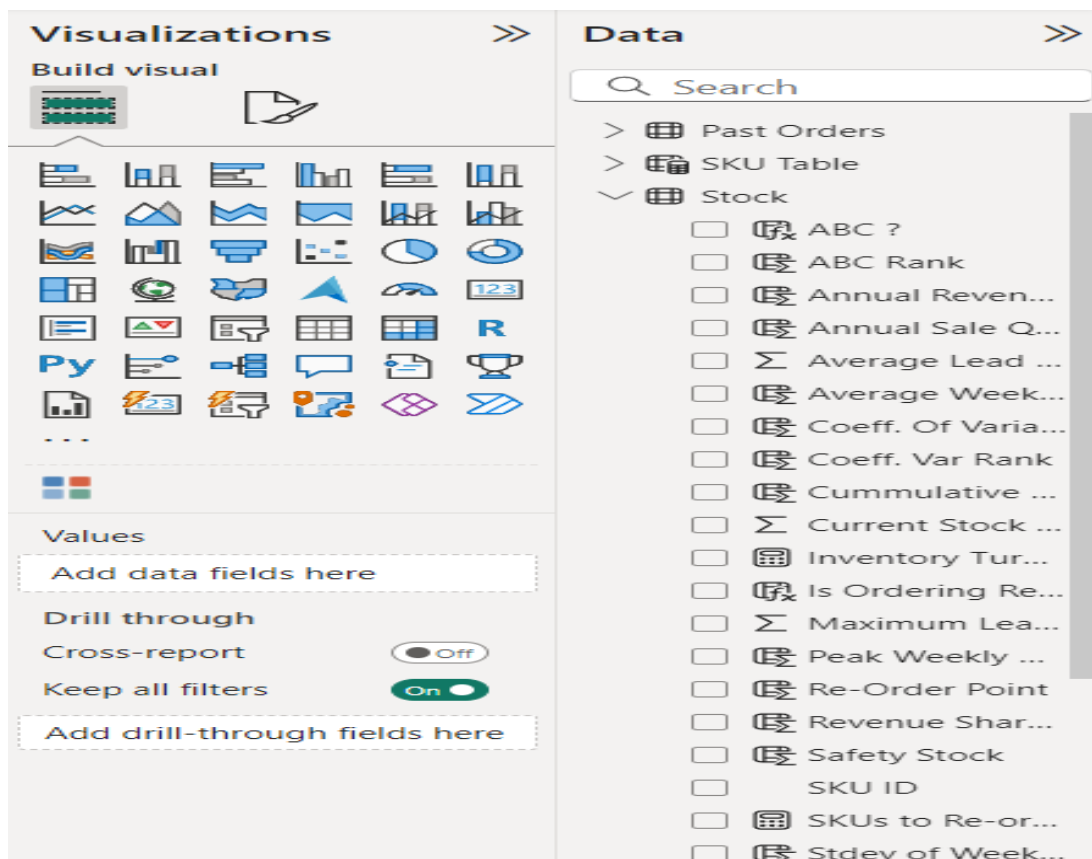 Visualizations
Build visual
123
R
Py
123
...
Values
Add data fields here
Drill through
Cross-report Off
Keep all filters On
Add drill-through fields here
Data
Search
Past Orders
SKU Table
Stock
ABC ?
ABC Rank
Annual Reven...
Annual Sale Q...
Average Lead ...
Average Week...
Coeff. Of Varia...
Coeff. Var Rank
Cummulative ...
Current Stock ...
Inventory Tur...
Is Ordering Re...
Maximum Lea...
Peak Weekly ...
Re-Order Point
Revenue Shar...
Safety Stock
SKU ID
SKUs to Re-or...
Stdev of Week...